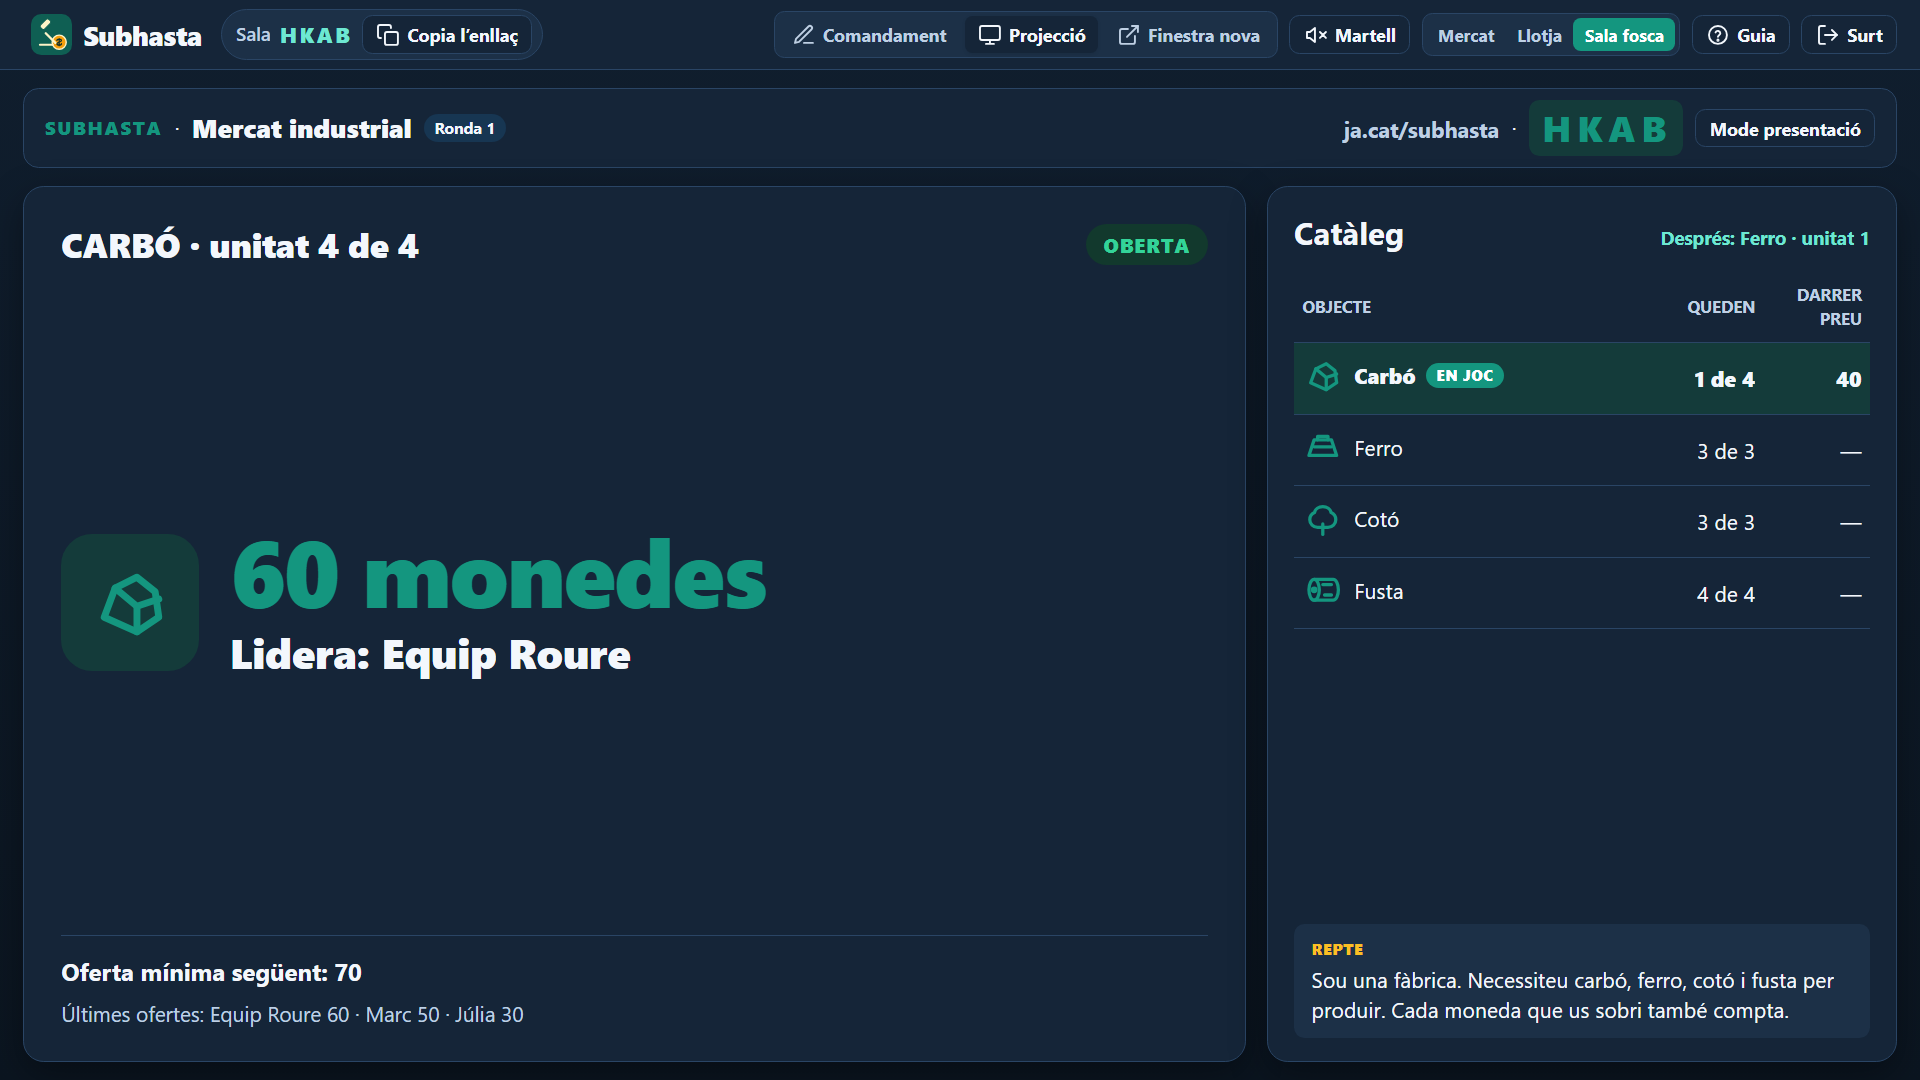 Subhasta
Sala HKAB Copia l’enllaç
Comandament Projecció Finestra nova Martell Mercat Llotja Sala fosca Guia Surt
SUBHASTA · Mercat industrial Ronda 1
ja.cat/subhasta · HKAB Mode presentació
CARBÓ · unitat 4 de 4
OBERTA
60 monedes
Lidera: Equip Roure
Oferta mínima següent: 70
Últimes ofertes: Equip Roure 60 · Marc 50 · Júlia 30
Catàleg
Després: Ferro · unitat 1
OBJECTE QUEDEN DARRER PREU
Carbó EN JOC 1 de 4 40
Ferro 3 de 3 —
Cotó 3 de 3 —
Fusta 4 de 4 —
REPTE
Sou una fàbrica. Necessiteu carbó, ferro, cotó i fusta per
produir. Cada moneda que us sobri també compta.